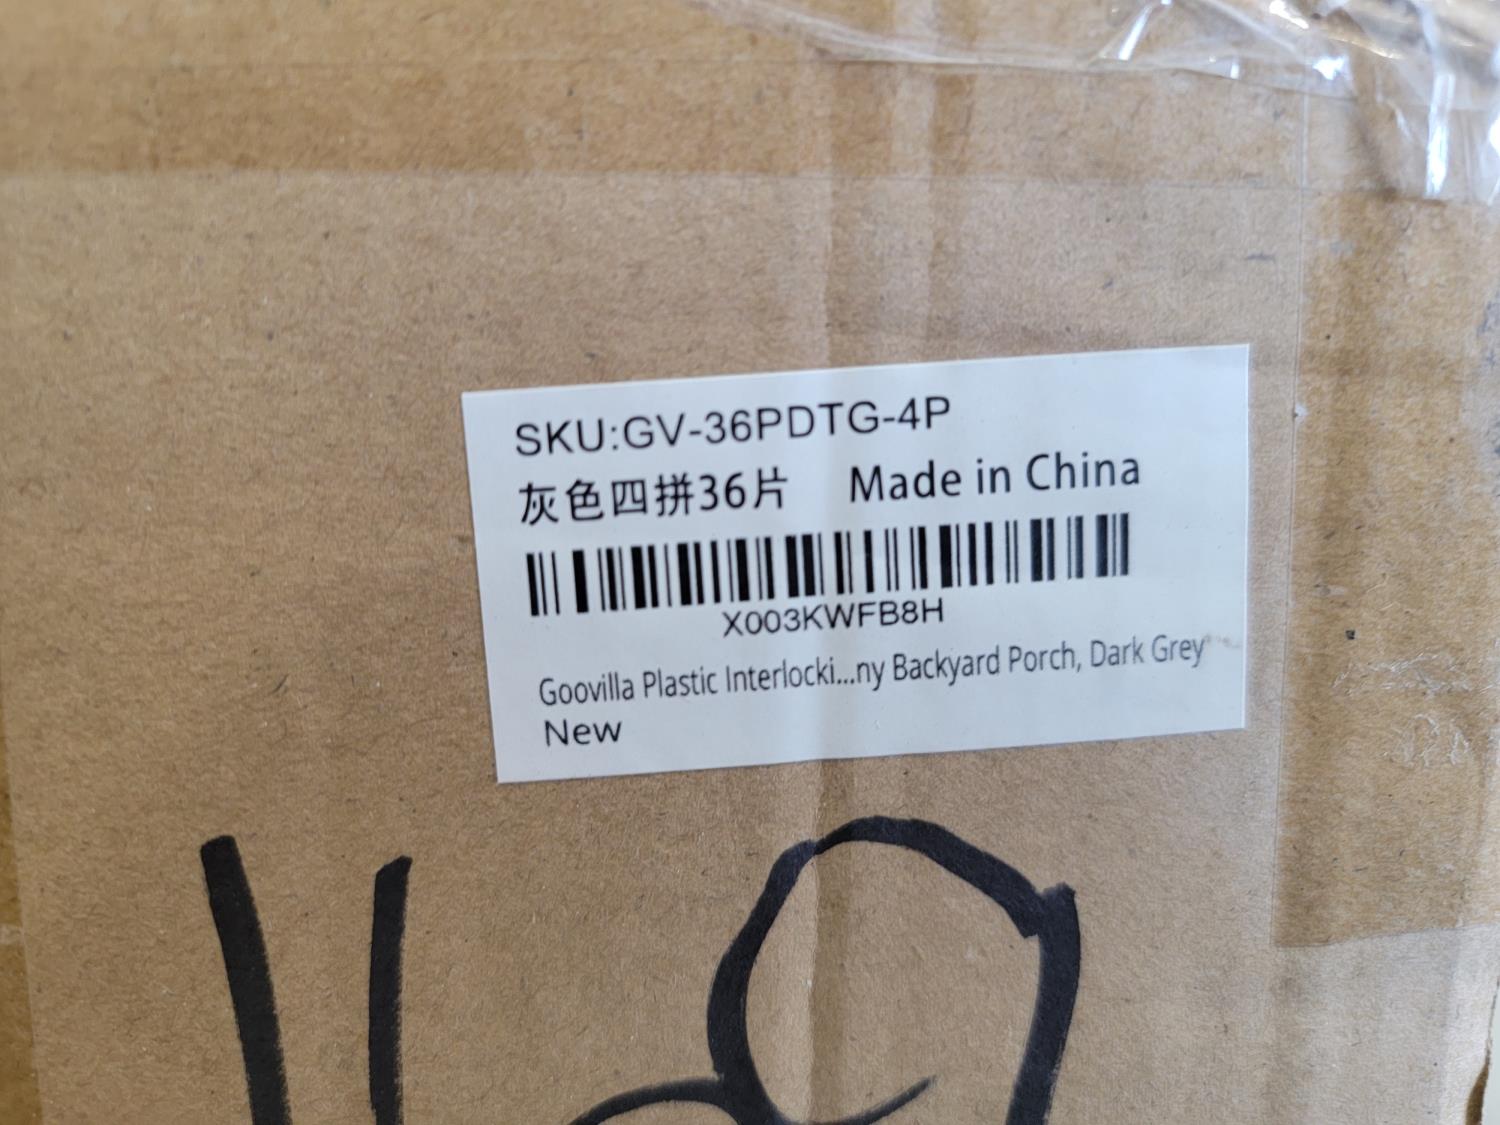 SKU:GV-36PDTG-4P
灰色四拼36片 Made in China
X003KWFB8H
Goovilla Plastic Interlocki...ny Backyard Porch, Dark Grey
New